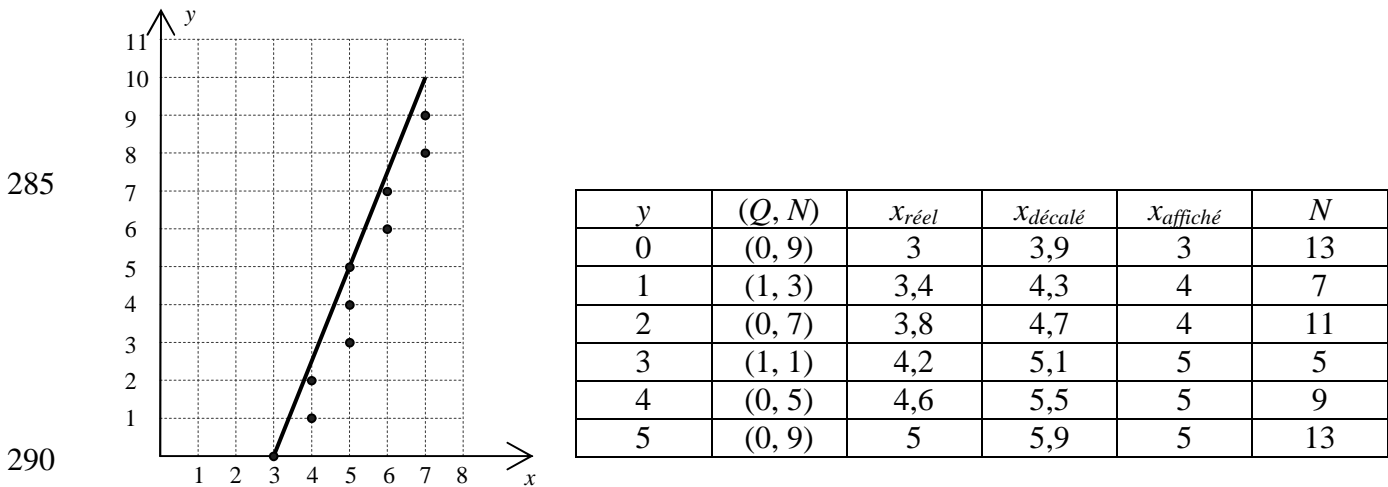 y
11
10
9
8
285
7
6
5
4
3
2
1
290
1 2 3 4 5 6 7 8 x
y (Q, N) xréel xdécalé xaffiché N
0 (0, 9) 3 3,9 3 13
1 (1, 3) 3,4 4,3 4 7
2 (0, 7) 3,8 4,7 4 11
3 (1, 1) 4,2 5,1 5 5
4 (0, 5) 4,6 5,5 5 9
5 (0, 9) 5 5,9 5 13